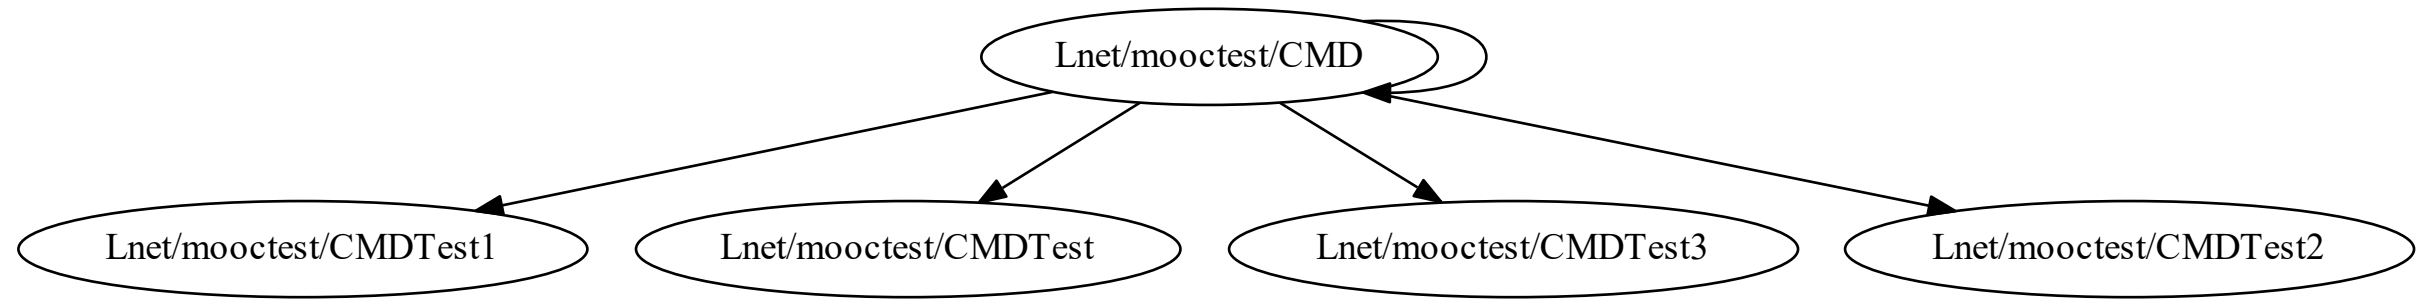 Lnet/mooctest/CMD
Lnet/mooctest/CMDTest1
Lnet/mooctest/CMDTest
Lnet/mooctest/CMDTest3
Lnet/mooctest/CMDTest2